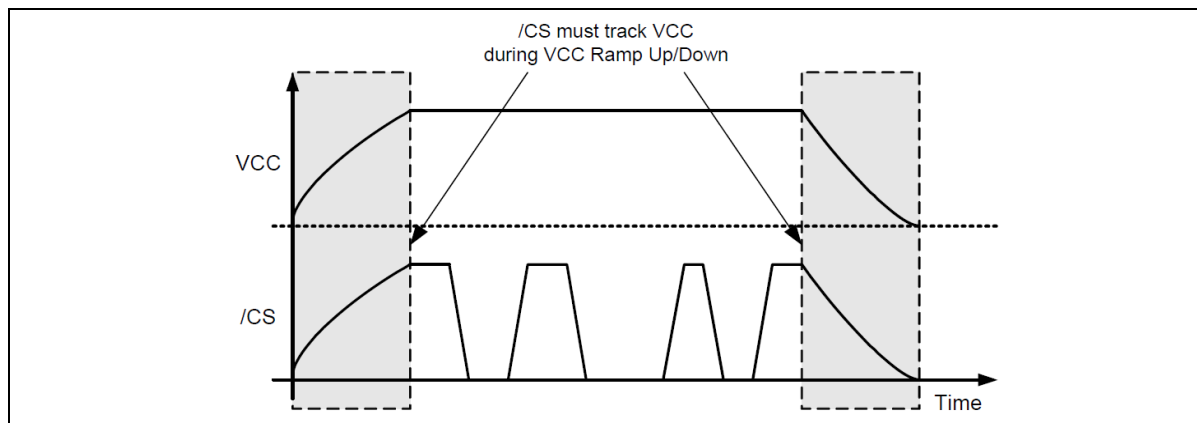 /CS must track VCC
during VCC Ramp Up/Down
VCC
/CS
Time